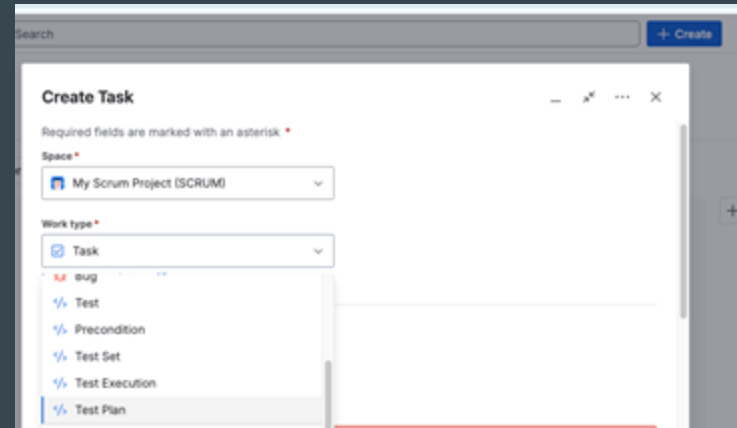 Search
+ Create
Create Task
Required fields are marked with an asterisk *
Space *
My Scrum Project (SCRUM)
Work type *
Task
Bug
Test
Precondition
Test Set
Test Execution
Test Plan